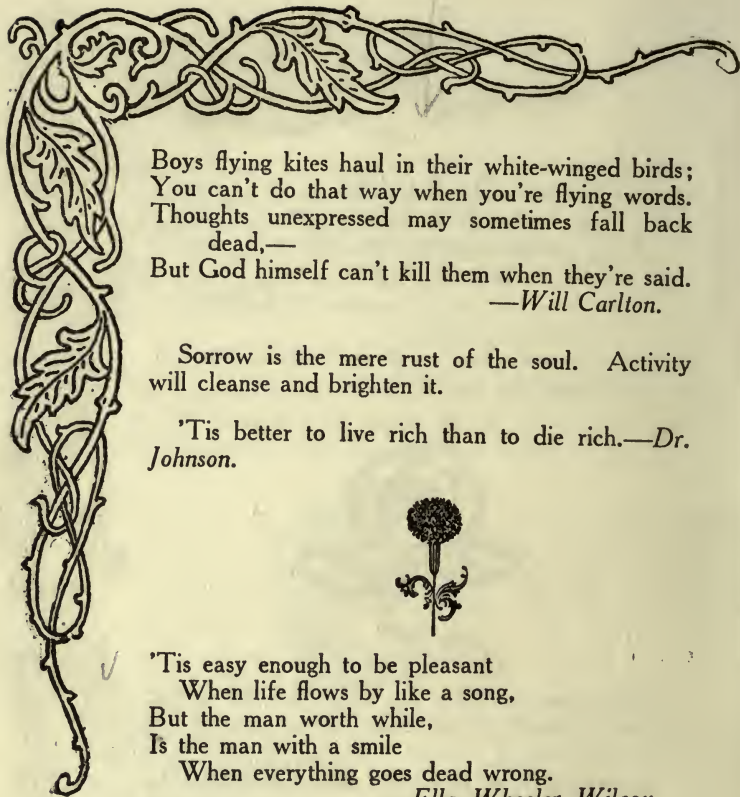 Boys flying kites haul in their white-winged birds;
You can't do that way when you're flying words.
Thoughts unexpressed may sometimes fall back
dead,—
But God himself can't kill them when they're said.
—Will Carlton.
Sorrow is the mere rust of the soul. Activity
will cleanse and brighten it.
'Tis better to live rich than to die rich.—Dr.
Johnson.
'Tis easy enough to be pleasant
When life flows by like a song,
But the man worth while,
Is the man with a smile
When everything goes dead wrong.
Ella Wheeler Wilcox